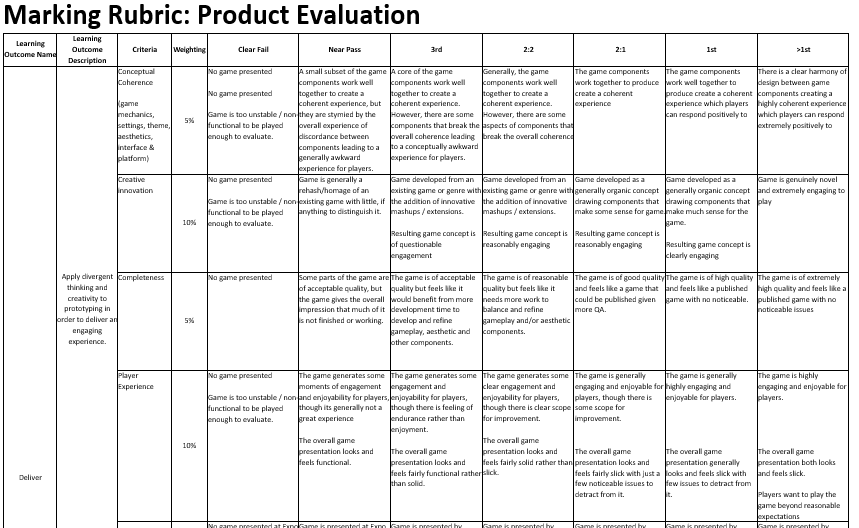 Marking Rubric: Product Evaluation
Learning
Outcome Name
Learning
Outcome
Description
Criteria
Weighting
Clear Fail
Near Pass
3rd
2:2
2:1
1st
>1st
Deliver
Apply divergent
thinking and
creativity to
prototyping in
order to deliver an
engaging
experience.
Conceptual
Coherence
(game
mechanics,
settings, theme,
aesthetics,
interface &
platform)
5%
No game presented
No game presented
Game is too unstable / non-
functional to be played
enough to evaluate.
A small subset of the game
components work well
together to create a
coherent experience, but
they are stymied by the
overall experience of
discordance between
components leading to a
generally awkward
experience for players.
A core of the game
components work well
together to create a
coherent experience.
However, there are some
components that break the
overall coherence leading
to a conceptually awkward
experience for players.
Generally, the game
components work well
together to create a
coherent experience.
However, there are some
aspects of components that
break the overall coherence
The game components
work together to produce
create a coherent
experience
The game components
work well together to
produce create a coherent
experience which players
can respond positively to
There is a clear harmony of
design between game
components creating a
highly coherent experience
which players can respond
extremely positively to
Creative
innovation
10%
No game presented
Game is too unstable / non-
functional to be played
enough to evaluate.
Game is generally a
rehash/homage of an
existing game with little, if
anything to distinguish it.
Game developed from an
existing game or genre with
the addition of innovative
mashups / extensions.
Resulting game concept is
of questionable
engagement
Game developed from an
existing game or genre with
the addition of innovative
mashups / extensions.
Resulting game concept is
reasonably engaging
Game developed as a
generally organic concept
drawing components that
make some sense for game.
Resulting game concept is
reasonably engaging
Game developed as a
generally organic concept
drawing components that
make much sense for the
game.
Resulting game concept is
clearly engaging
Game is genuinely novel
and extremely engaging to
play
Completeness
5%
No game presented
Some parts of the game are
of acceptable quality, but
the game gives the overall
impression that much of it
is not finished or working.
The game is of acceptable
quality but feels like it
would benefit from more
development time to
develop and refine
gameplay, aesthetic and
other components.
The game is of reasonable
quality but feels like it
needs more work to
balance and refine
gameplay and/or aesthetic
components.
The game is of good quality
and feels like a game that
could be published given
more QA.
The game is of high quality
and feels like a published
game with no noticeable.
The game is of extremely
high quality and feels like a
published game with no
noticeable issues
Player
Experience
10%
No game presented
Game is too unstable / non-
functional to be played
enough to evaluate.
The game generates some
moments of engagement
and enjoyability for players,
though its generally not a
great experience
The overall game
presentation looks and
feels functional.
The game generates some
engagement and
enjoyability for players,
though there is feeling of
endurance rather than
enjoyment.
The overall game
presentation looks and
feels fairly functional rather
than solid.
The game generates some
clear engagement and
enjoyability for players,
though there is clear scope
for improvement.
The overall game
presentation looks and
feels fairly solid rather than
slick.
The game is generally
engaging and enjoyable for
players, though there is
some scope for
improvement.
The overall game
presentation looks and
feels fairly slick with just a
few noticeable issues to
detract from it.
The game is generally
highly engaging and
enjoyable for players.
The overall game
presentation generally
looks and feels slick with
few issues to detract from
it.
The game is highly
engaging and enjoyable for
players.
The overall game
presentation both looks
and feels slick.
Players want to play the
game beyond reasonable
expectations
No game presented at Expo
Game is presented at Expo
Game is presented by
Game is presented by
Game is presented by
Game is presented by
Game is presented by